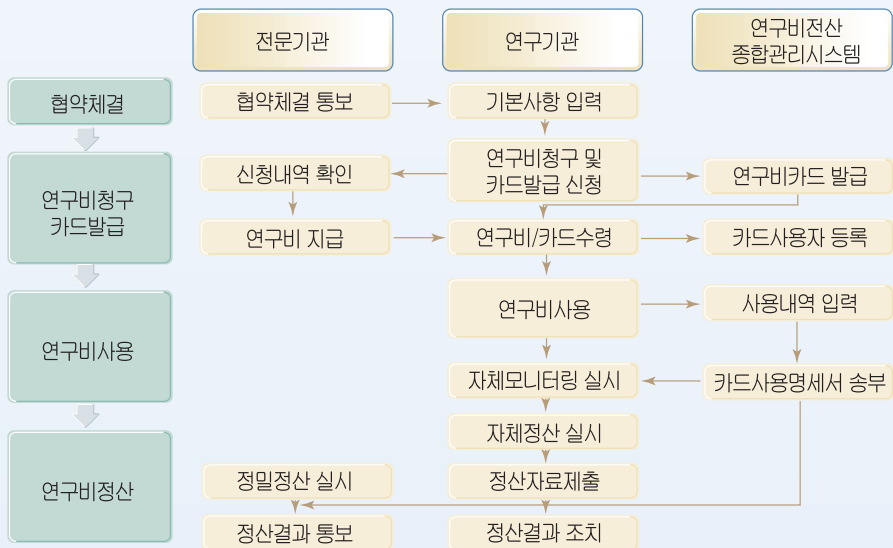 전문기관
연구기관
연구비전산
종합관리시스템
협약체결
협약체결 통보
기본사항 입력
연구비청구
카드발급
신청내역 확인
연구비청구 및
카드발급 신청
연구비카드 발급
연구비 지급
연구비/카드수령
카드사용자 등록
연구비사용
연구비사용
사용내역 입력
자체모니터링 실시
카드사용명세서 송부
연구비정산
자체정산 실시
정밀정산 실시
정산자료제출
정산결과 통보
정산결과 조치